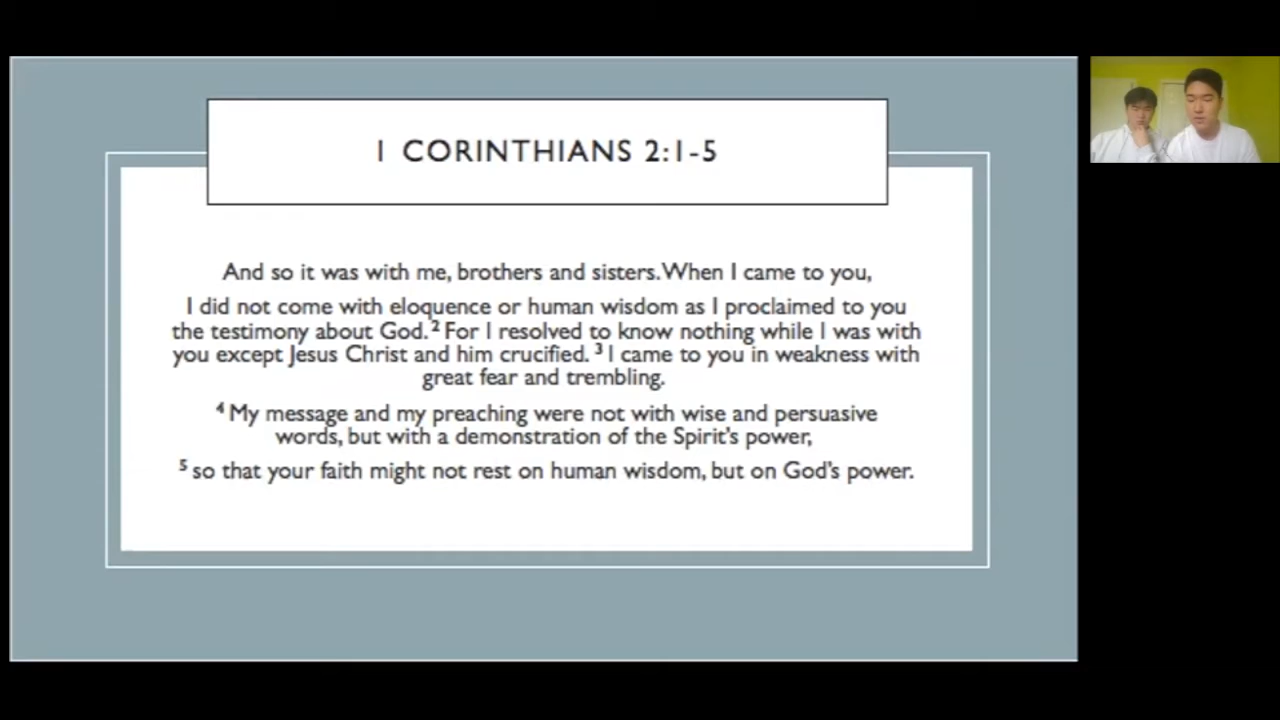 1 CORINTHIANS 2:1-5
And so it was with me, brothers and sisters. When I came to you,
I did not come with eloquence or human wisdom as I proclaimed to you
the testimony about God. ² For I resolved to know nothing while I was with
you except Jesus Christ and him crucified. ³ I came to you in weakness with
great fear and trembling.
⁴ My message and my preaching were not with wise and persuasive
words, but with a demonstration of the Spirit's power,
⁵ so that your faith might not rest on human wisdom, but on God's power.